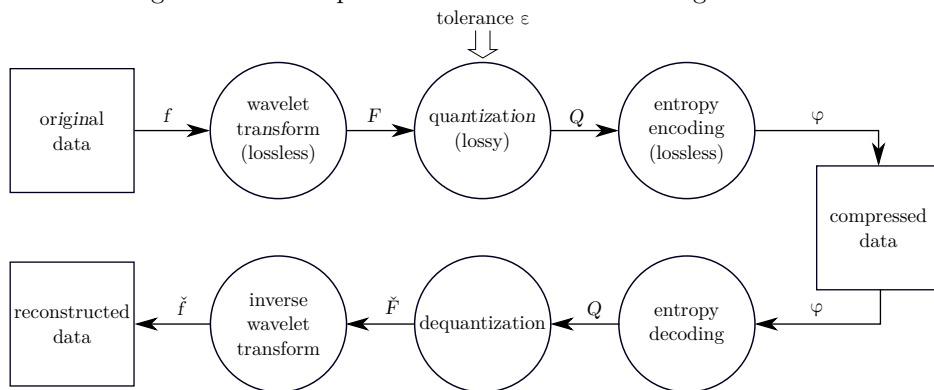 tolerance ε
original
data
f
wavelet
transform
(lossless)
F
quantization
(lossy)
Q
entropy
encoding
(lossless)
φ
compressed
data
reconstructed
data
f̌
inverse
wavelet
transform
F̌
dequantization
Q
entropy
decoding
φ